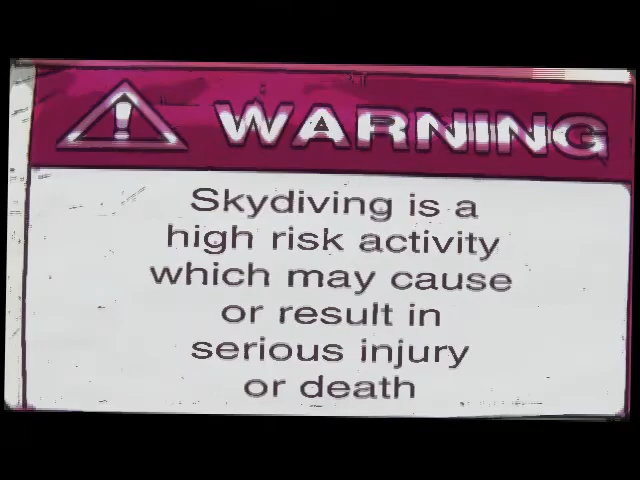 WARNING
Skydiving is a
high risk activity
which may cause
or result in
serious injury
or death